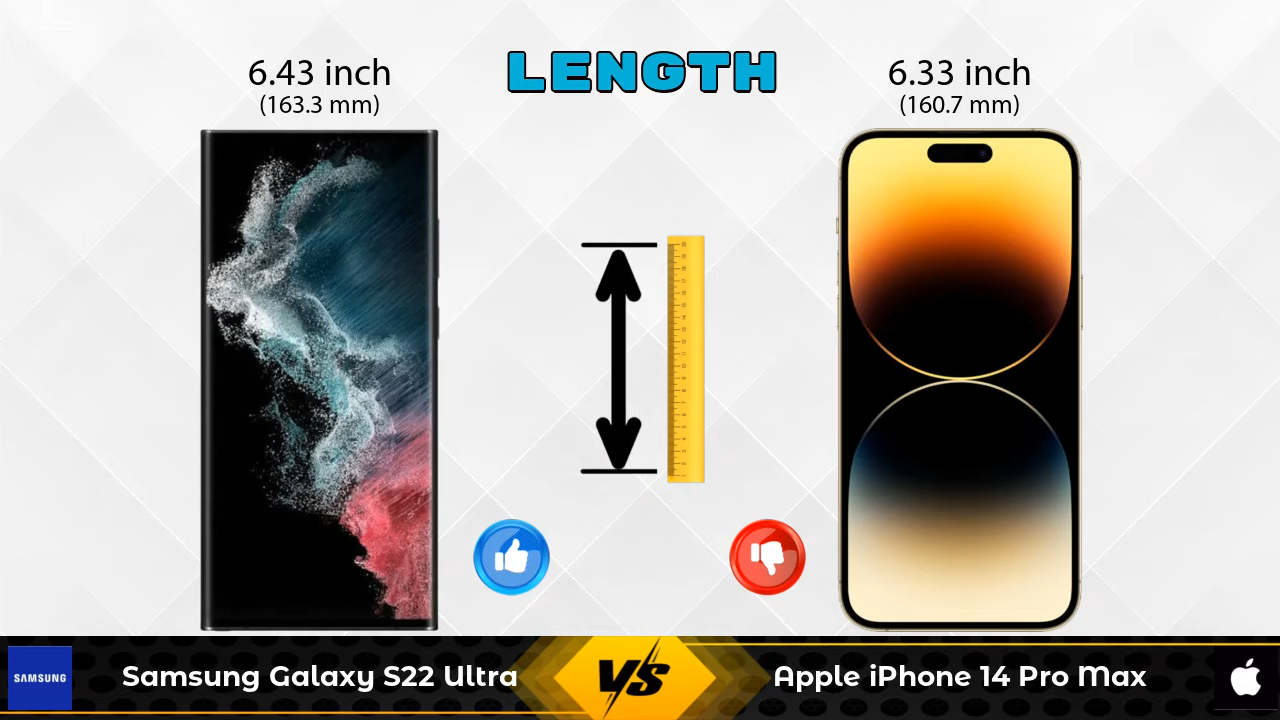 LENGTH
6.43 inch
(163.3 mm)
6.33 inch
(160.7 mm)
SAMSUNG
Samsung Galaxy S22 Ultra
VS
Apple iPhone 14 Pro Max